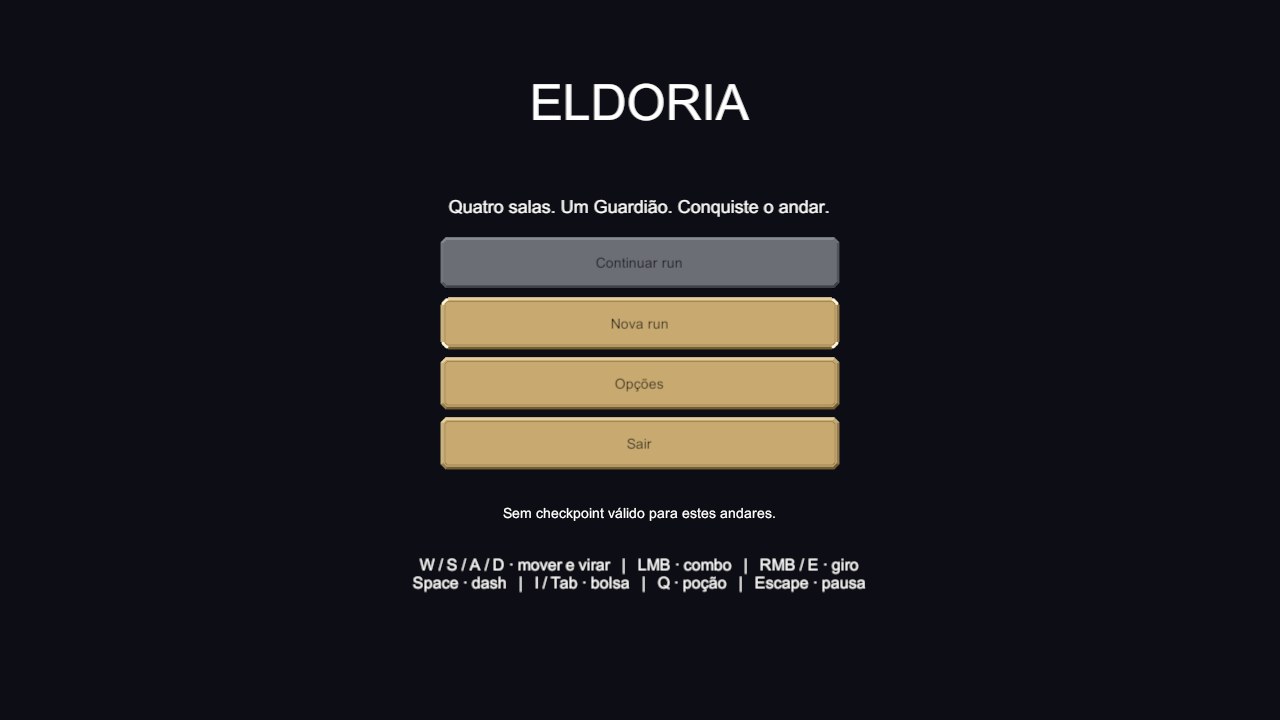 ELDORIA
Quatro salas. Um Guardião. Conquiste o andar.
Continuar run
Nova run
Opções
Sair
Sem checkpoint válido para estes andares.
W / S / A / D · mover e virar | LMB · combo | RMB / E · giro
Space · dash | I / Tab · bolsa | Q · poção | Escape · pausa